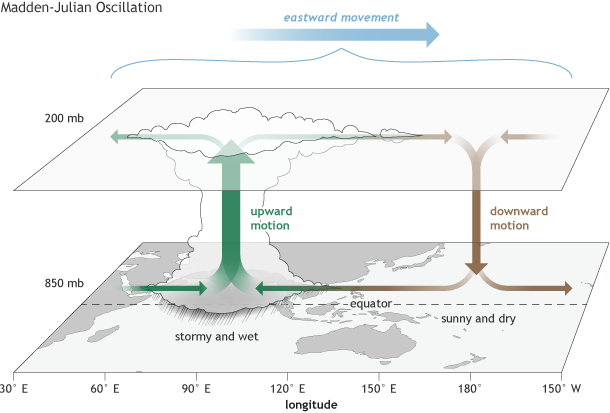 Madden-Julian Oscillation
eastward movement
200 mb
upward
motion
downward
motion
850 mb
equator
sunny and dry
stormy and wet
30° E
60° E
90° E
120° E
150° E
180°
150° W
longitude